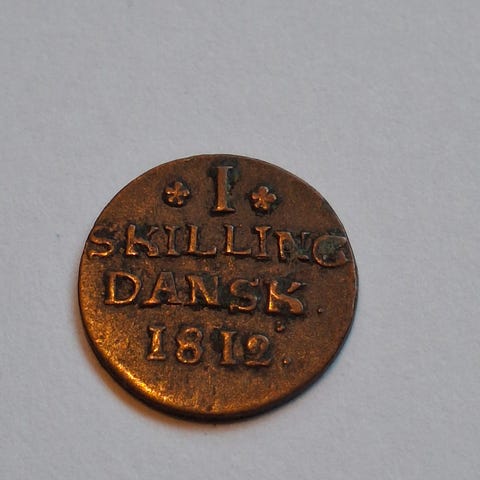 I
SKILLING
DANSK.
1812.